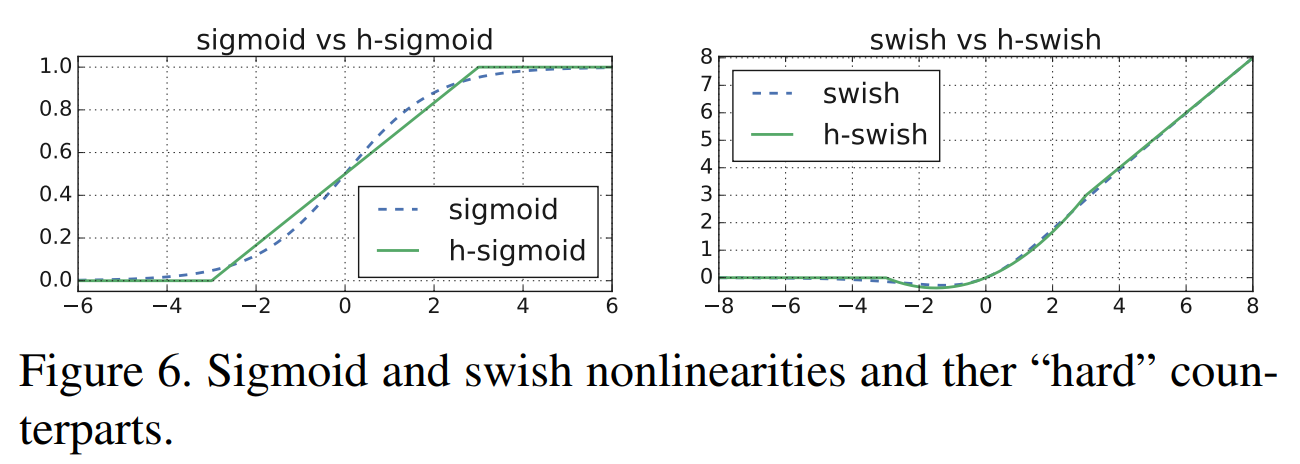 sigmoid vs h-sigmoid
1.0
0.8
0.6
0.4
0.2
0.0
sigmoid
h-sigmoid
−6 −4 −2 0 2 4 6
swish vs h-swish
8
7
6
5
4
3
2
1
0
swish
h-swish
−8 −6 −4 −2 0 2 4 6 8
Figure 6. Sigmoid and swish nonlinearities and ther “hard” coun-
terparts.